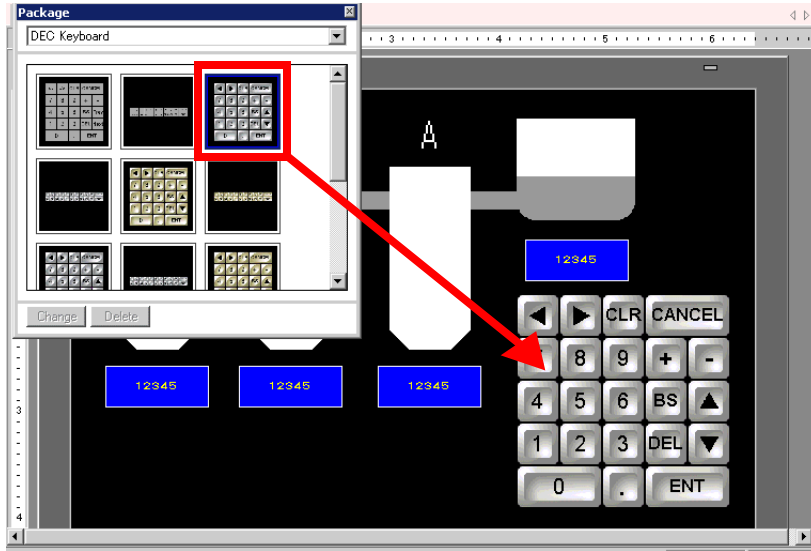 Package
DEC Keyboard
3 4 5 6
A
12345
Change Delete
CLR CANCEL
8 9 + -
12345 12345 12345
4 5 6 BS
3
1 2 3 DEL
0 . ENT
4